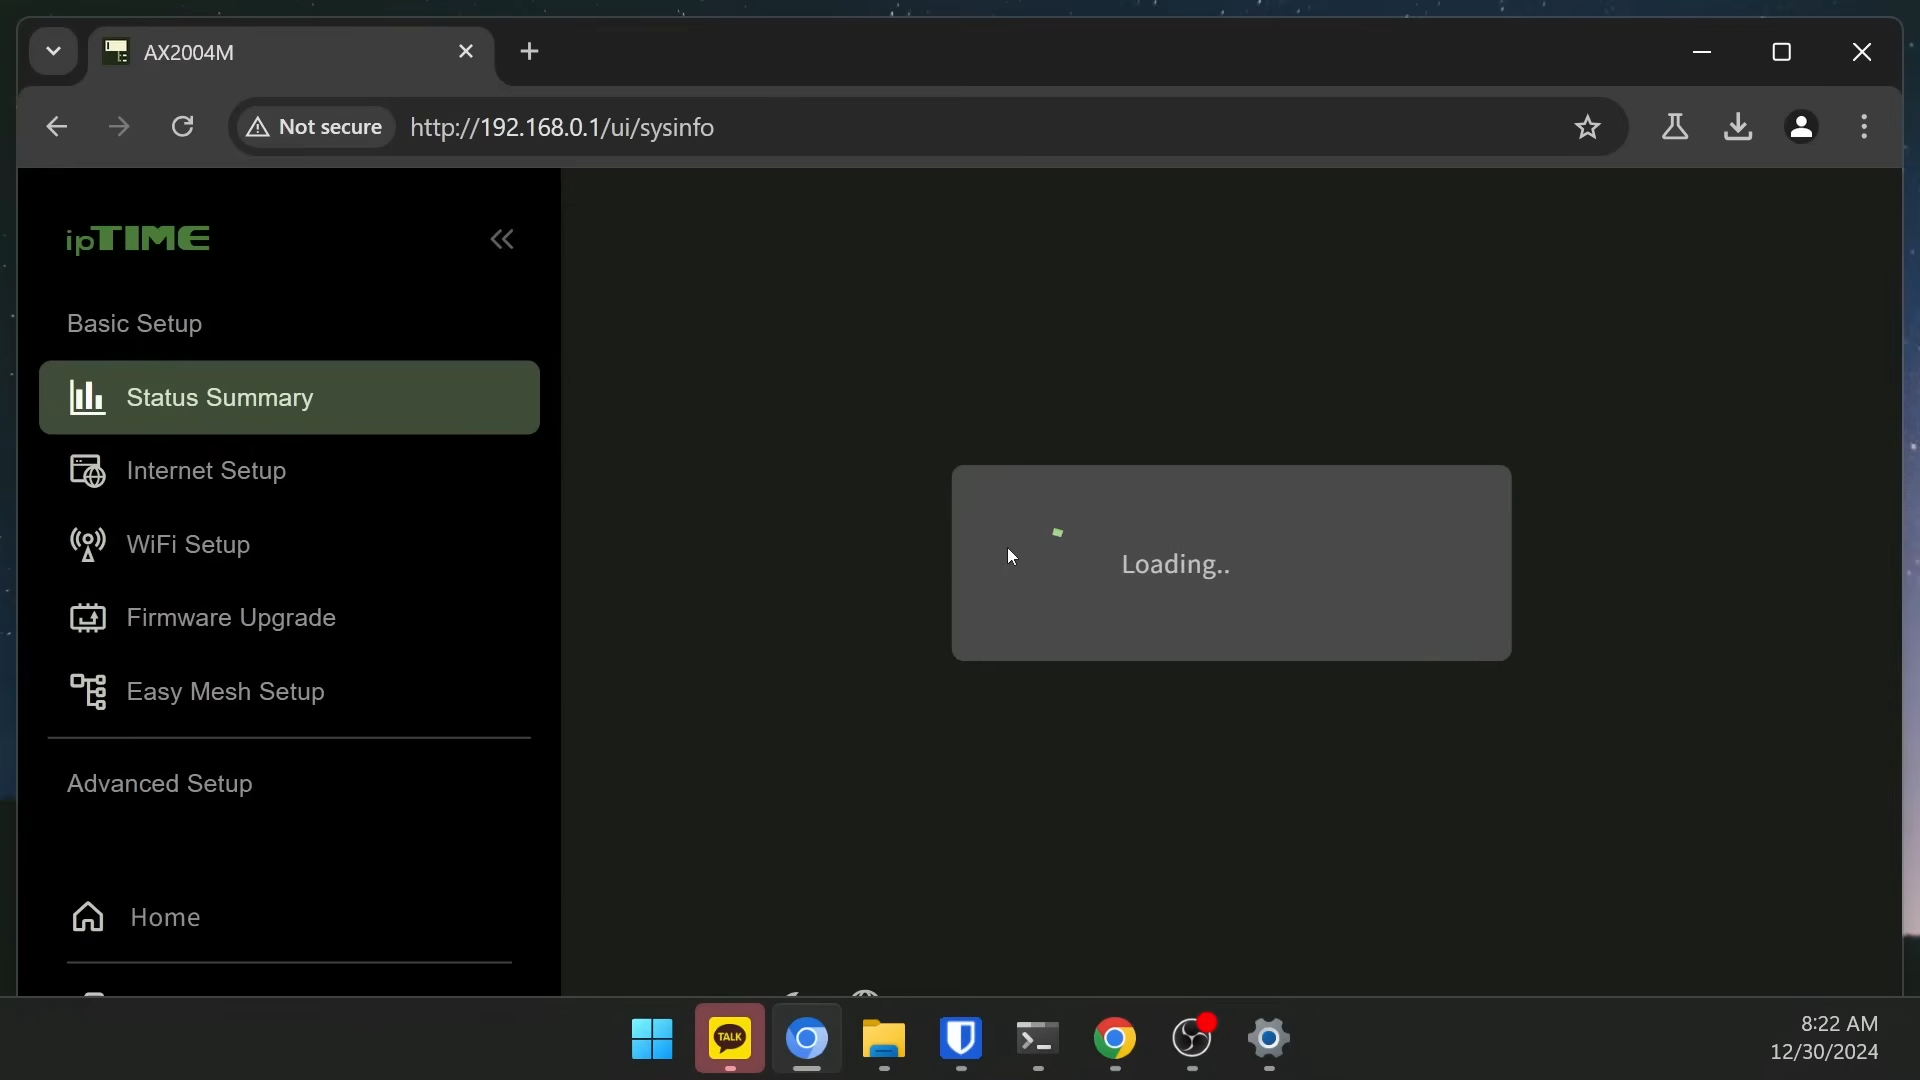 AX2004M
Not secure
http://192.168.0.1/ui/sysinfo
ipTIME
Basic Setup
Status Summary
Internet Setup
WiFi Setup
Firmware Upgrade
Easy Mesh Setup
Advanced Setup
Home
Loading..
TALK
8:22 AM
12/30/2024